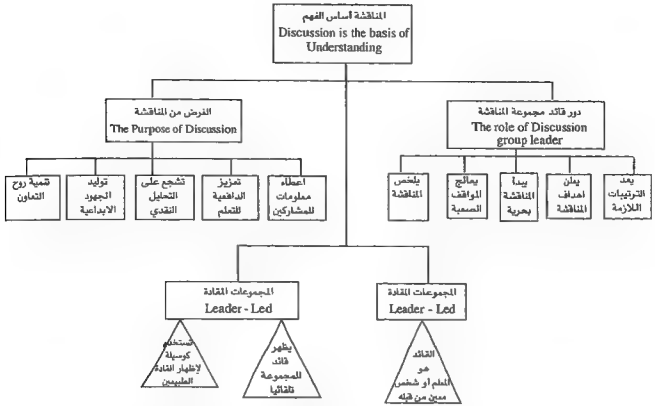 المناقشة أساس الفهم
Discussion is the basis of
Understanding
دور قائد مجموعة المناقشة
The role of Discussion
group leader
الغرض من المناقشة
The Purpose of Discussion
يعد
الترتيبات
اللازمة
يعلن
أهداف
المناقشة
يبدأ
المناقشة
بحرية
يعالج
المواقف
الصعبة
يلخص
المناقشة
اعطاء
معلومات
للمشاركين
تعزيز
الدافعية
للتعلم
تشجع على
التحليل
النقدي
توليد
الجهود
الابداعية
تنمية روح
التعاون
المجموعات المقادة
Leader - Led
المجموعات المقادة
Leader - Led
القائد
هو
المعلم أو شخص
معين من قبله
يظهر
قائد
للمجموعة
تلقائيا
تستخدم
كوسيلة
لإظهار القادة
الطبيعيين